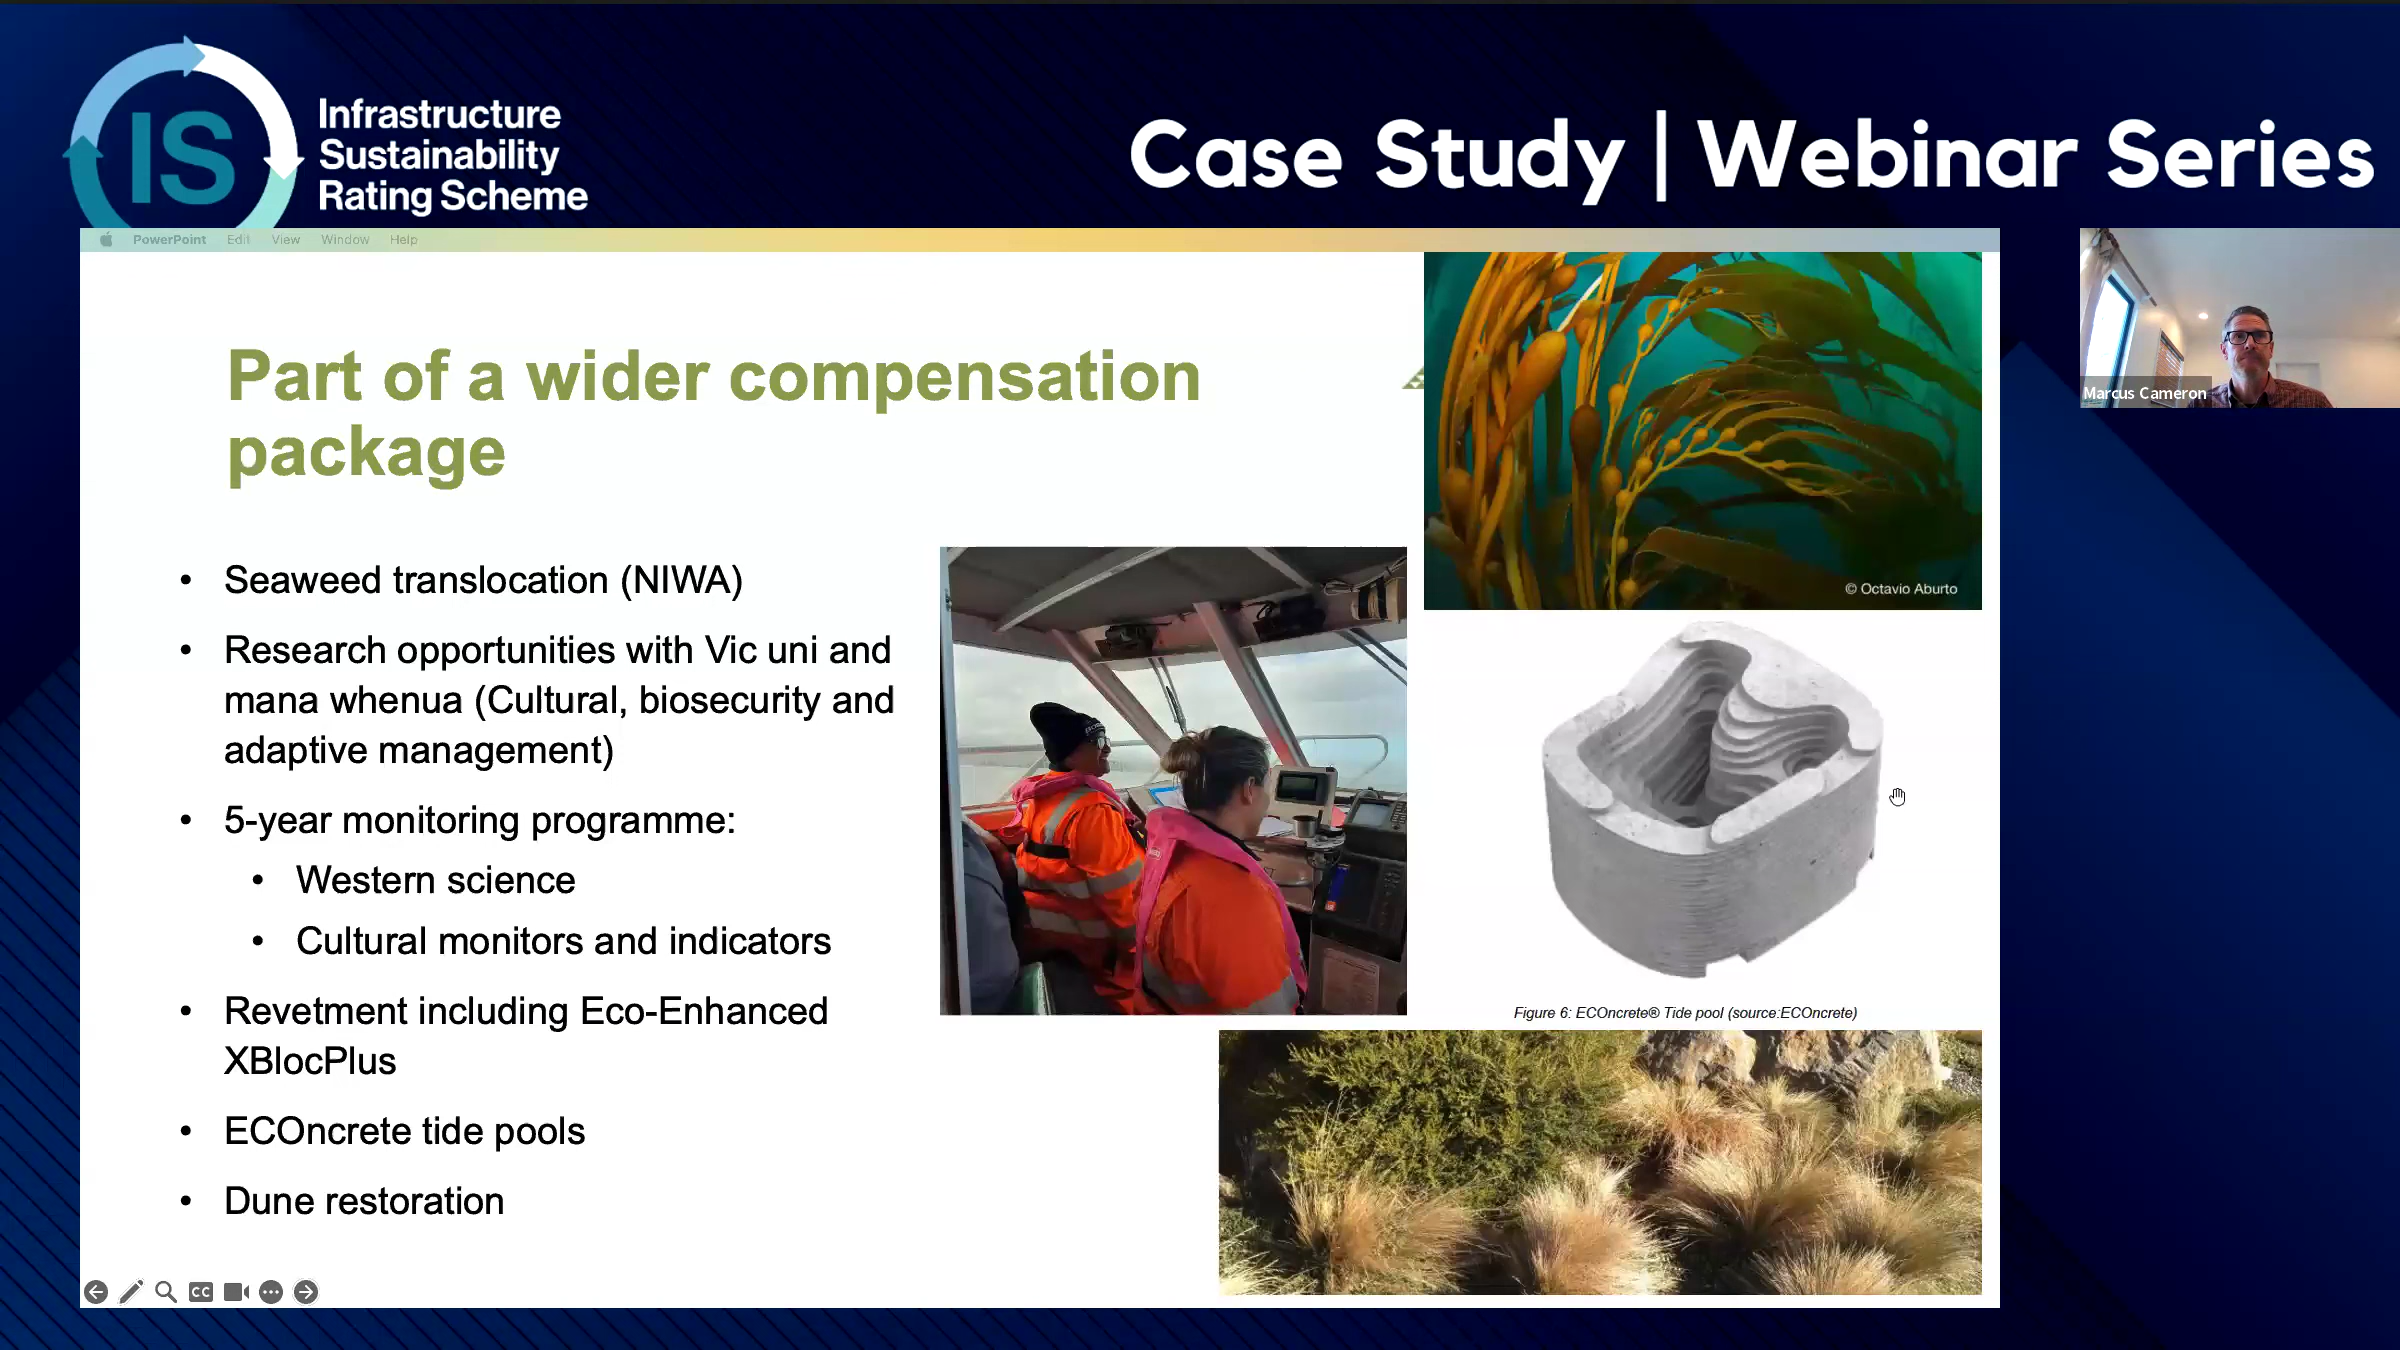 IS
Infrastructure
Sustainability
Rating Scheme
Case Study | Webinar Series
PowerPoint Edit View Window Help
Marcus Cameron
Part of a wider compensation
package
• Seaweed translocation (NIWA)
• Research opportunities with Vic uni and
mana whenua (Cultural, biosecurity and
adaptive management)
• 5-year monitoring programme:
• Western science
• Cultural monitors and indicators
• Revetment including Eco-Enhanced
XBlocPlus
• ECOncrete tide pools
• Dune restoration
© Octavio Aburto
Figure 6: ECOncrete® Tide pool (source:ECOncrete)
CC